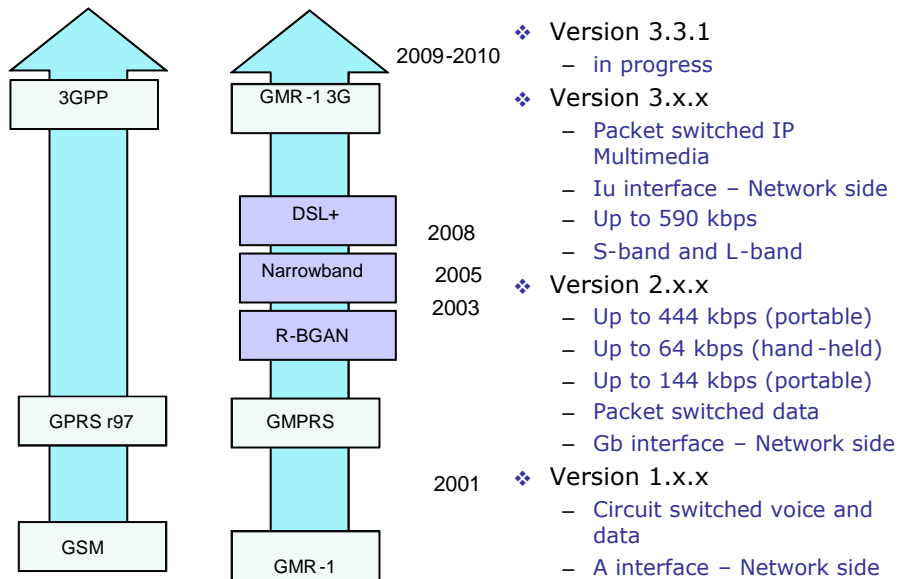 3GPP
GPRS r97
GSM
GMR-1 3G
DSL+
Narrowband
R-BGAN
GMPRS
GMR-1
2009-2010
2008
2005
2003
2001
❖ Version 3.3.1
– in progress
❖ Version 3.x.x
– Packet switched IP
Multimedia
– Iu interface – Network side
– Up to 590 kbps
– S-band and L-band
❖ Version 2.x.x
– Up to 444 kbps (portable)
– Up to 64 kbps (hand-held)
– Up to 144 kbps (portable)
– Packet switched data
– Gb interface – Network side
❖ Version 1.x.x
– Circuit switched voice and
data
– A interface – Network side